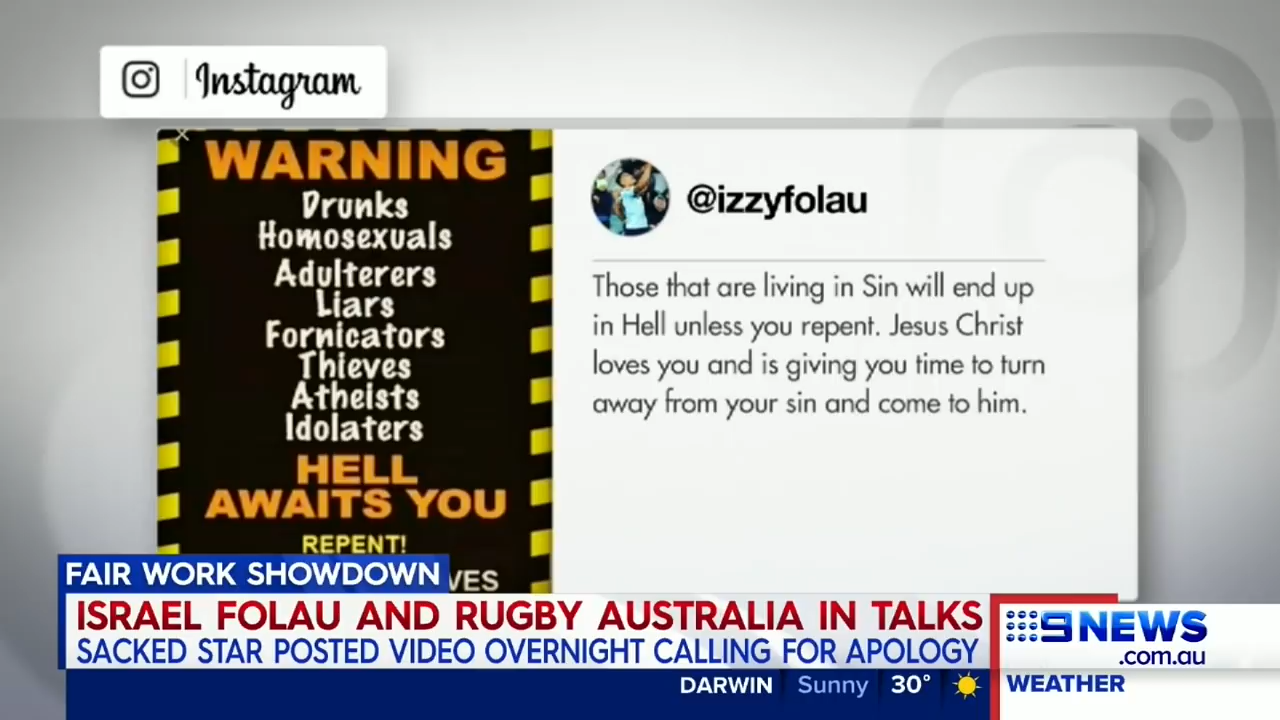 Instagram
WARNING
Drunks
Homosexuals
Adulterers
Liars
Fornicators
Thieves
Atheists
Idolaters
HELL
AWAITS YOU
REPENT!
@izzyfolau
Those that are living in Sin will end up
in Hell unless you repent. Jesus Christ
loves you and is giving you time to turn
away from your sin and come to him.
FAIR WORK SHOWDOWN
ISRAEL FOLAU AND RUGBY AUSTRALIA IN TALKS
SACKED STAR POSTED VIDEO OVERNIGHT CALLING FOR APOLOGY
9NEWS
.com.au
DARWIN Sunny 30° WEATHER